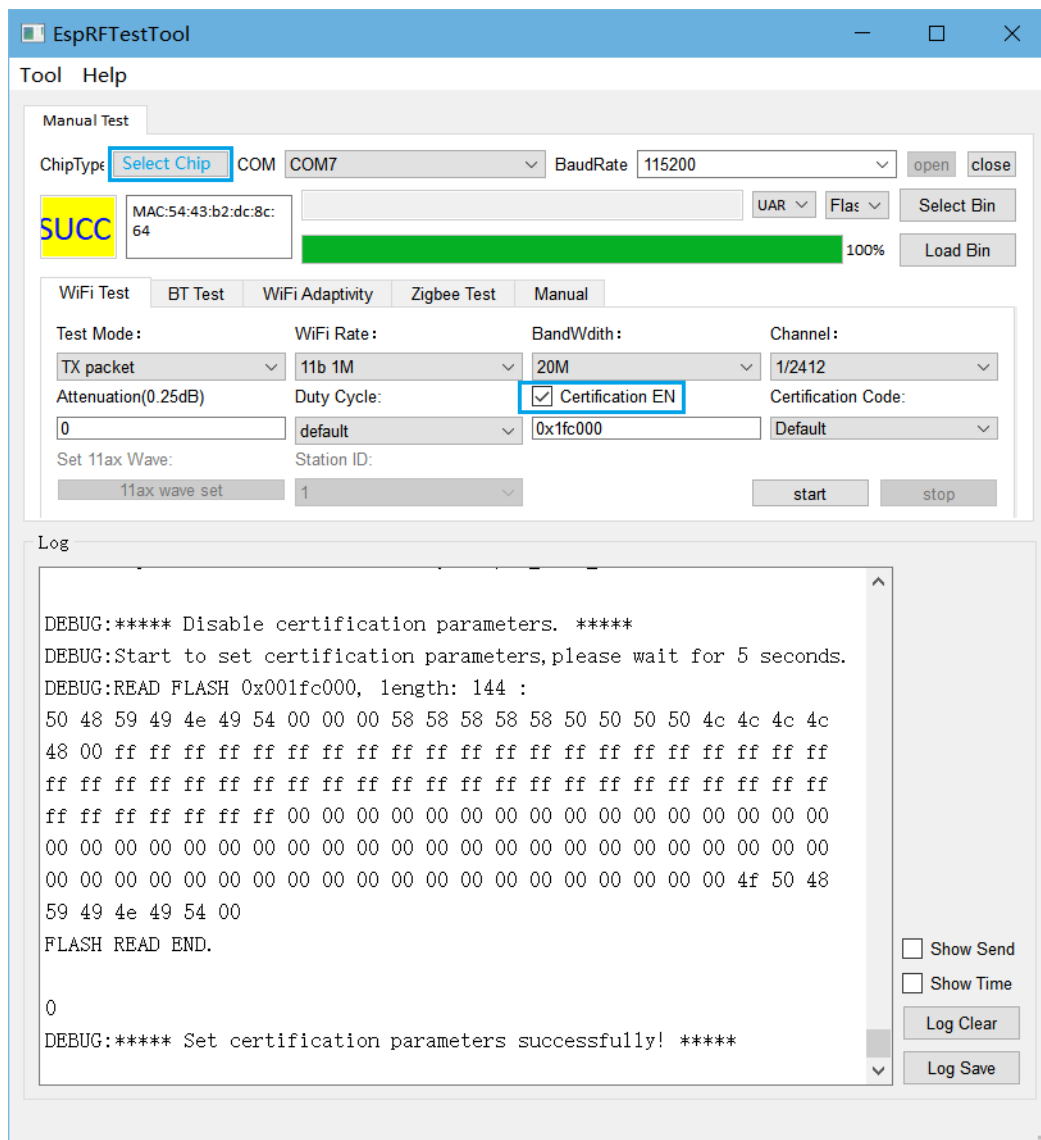 EspRFTestTool
Tool Help
Manual Test
ChipType Select Chip COM COM7 BaudRate 115200 open close
SUCC MAC:54:43:b2:dc:8c:
64
UAR Flas Select Bin
100% Load Bin
WiFi Test BT Test WiFi Adaptivity Zigbee Test Manual
Test Mode: WiFi Rate: BandWdith: Channel:
TX packet 11b 1M 20M 1/2412
Attenuation(0.25dB) Duty Cycle: Certification EN Certification Code:
0 default 0x1fc000 Default
Set 11ax Wave: Station ID:
11ax wave set 1 start stop
Log
DEBUG:***** Disable certification parameters. *****
DEBUG:Start to set certification parameters,please wait for 5 seconds.
DEBUG:READ FLASH 0x001fc000, length: 144 :
50 48 59 49 4e 49 54 00 00 00 58 58 58 58 58 50 50 50 50 4c 4c 4c 4c
48 00 ff ff ff ff ff ff ff ff ff ff ff ff ff ff ff ff ff ff ff ff ff
ff ff ff ff ff ff ff ff ff ff ff ff ff ff ff ff ff ff ff ff ff ff ff
ff ff ff ff ff ff ff 00 00 00 00 00 00 00 00 00 00 00 00 00 00 00 00
00 00 00 00 00 00 00 00 00 00 00 00 00 00 00 00 00 00 00 00 00 00 00
00 00 00 00 00 00 00 00 00 00 00 00 00 00 00 00 00 00 00 00 4f 50 48
59 49 4e 49 54 00
FLASH READ END.
0
DEBUG:***** Set certification parameters successfully! *****
Show Send
Show Time
Log Clear
Log Save